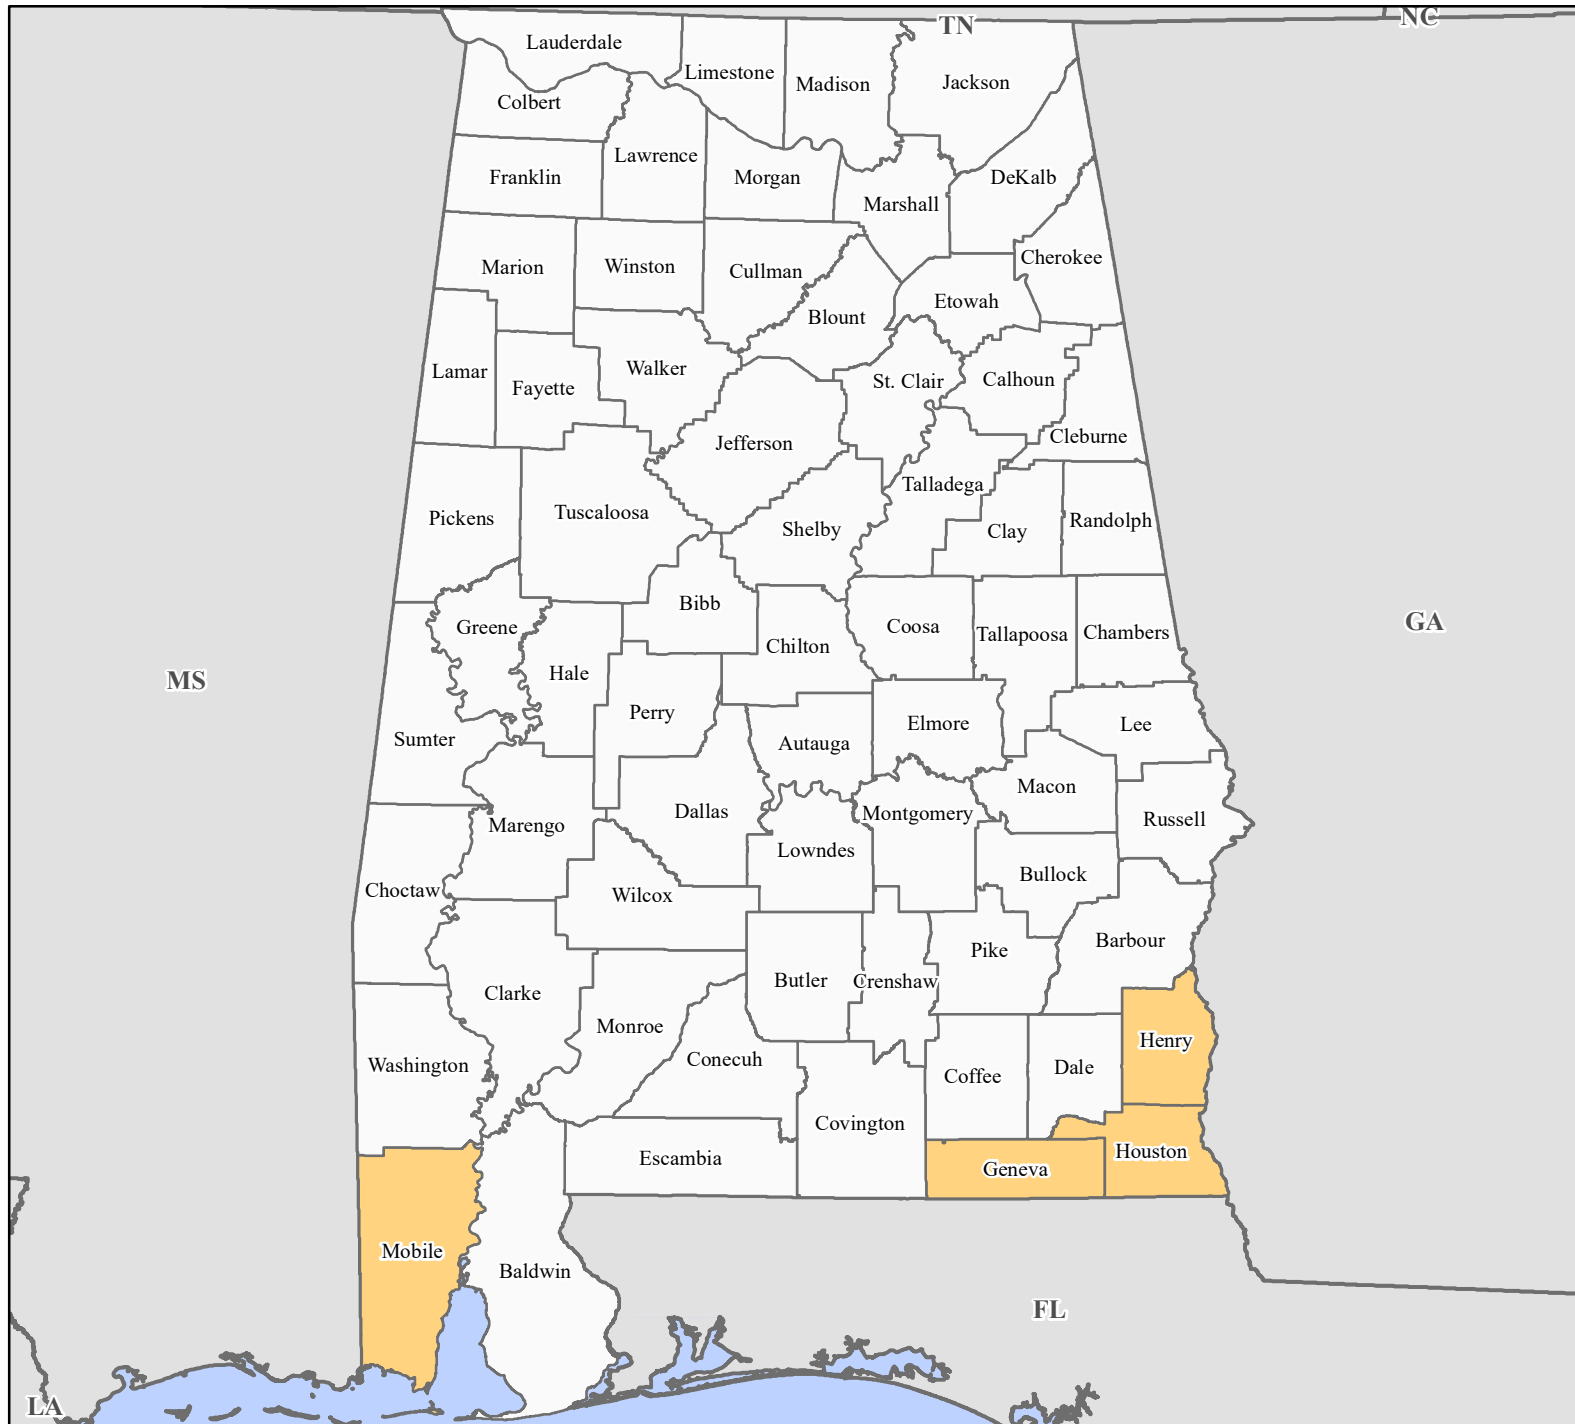 NC
TN
Lauderdale
Limestone
Madison
Jackson
Colbert
Lawrence
Franklin
Morgan
DeKalb
Marshall
Cherokee
Marion
Winston
Cullman
Etowah
Blount
Lamar
Walker
Fayette
St. Clair
Calhoun
Cleburne
Jefferson
Talladega
Pickens
Tuscaloosa
Shelby
Clay
Randolph
Bibb
Greene
Coosa
Tallapoosa
Chambers
GA
Chilton
Hale
MS
Perry
Elmore
Lee
Sumter
Autauga
Macon
Dallas
Montgomery
Russell
Marengo
Lowndes
Bullock
Choctaw
Wilcox
Barbour
Pike
Butler
Crenshaw
Clarke
Monroe
Henry
Washington
Conecuh
Coffee
Dale
Covington
Houston
Escambia
Geneva
Mobile
Baldwin
FL
LA